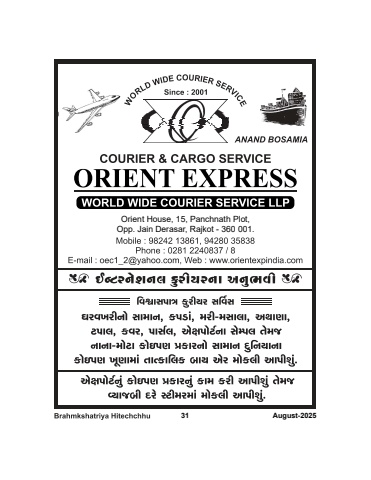 WORLD WIDE COURIER SERVICE
Since : 2001
ANAND BOSAMIA
COURIER & CARGO SERVICE
ORIENT EXPRESS
WORLD WIDE COURIER SERVICE LLP
Orient House, 15, Panchnath Plot,
Opp. Jain Derasar, Rajkot - 360 001.
Mobile : 98242 13861, 94280 35838
Phone : 0281 2240837 / 8
E-mail : oec1_2@yahoo.com, Web : www.orientexpindia.com
ઈન્ટરનેશનલ કુરીયરના અનુભવી
વિશ્વાસપાત્ર કુરીયર સર્વિસ
ઘરવખરીનો સામાન, કપડાં, મરી-મસાલા, અથાણા,
ટપાલ, કવર, પાર્સલ, એક્ષપોર્ટના સેમ્પલ તેમજ
નાના-મોટા કોઇપણ પ્રકારનો સામાન દુનિયાના
કોઇપણ ખૂણામાં તાત્કાલિક બાય એર મોકલી આપીશું.
એક્ષપોર્ટનું કોઇપણ પ્રકારનું કામ કરી આપીશું તેમજ
વ્યાજબી દરે સ્ટીમરમાં મોકલી આપીશું.
Brahmkshatriya Hitechchhu 31 August-2025